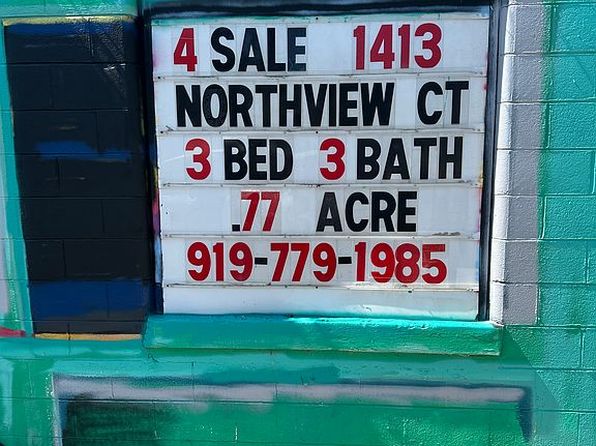 4 SALE 1413
NORTHVIEW CT
3 BED 3 BATH
.77 ACRE
919-779-1985